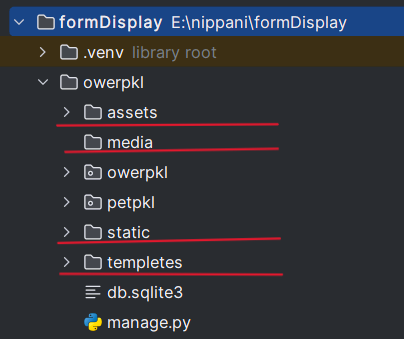 formDisplay E:\nippani\formDisplay
.venv library root
owerpkl
assets
media
owerpkl
petpkl
static
templetes
db.sqlite3
manage.py